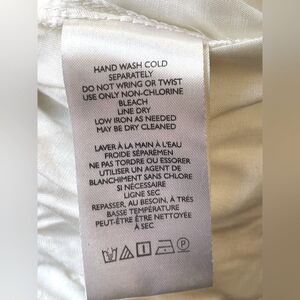 HAND WASH COLD
SEPARATELY
DO NOT WRING OR TWIST
USE ONLY NON-CHLORINE
BLEACH
LINE DRY
LOW IRON AS NEEDED
MAY BE DRY CLEANED
LAVER À LA MAIN À L'EAU
FROIDE SÉPARÉMEN
NE PAS TORDRE OU ESSORER
UTILISER UN AGENT DE
BLANCHIMENT SANS CHLORE
SI NÉCESSAIRE
LIGNE SEC
REPASSER, AU BESOIN, À TRÈS
BASSE TEMPÉRATURE
PEUT-ÊTRE ÊTRE NETTOYÉE
À SEC
P